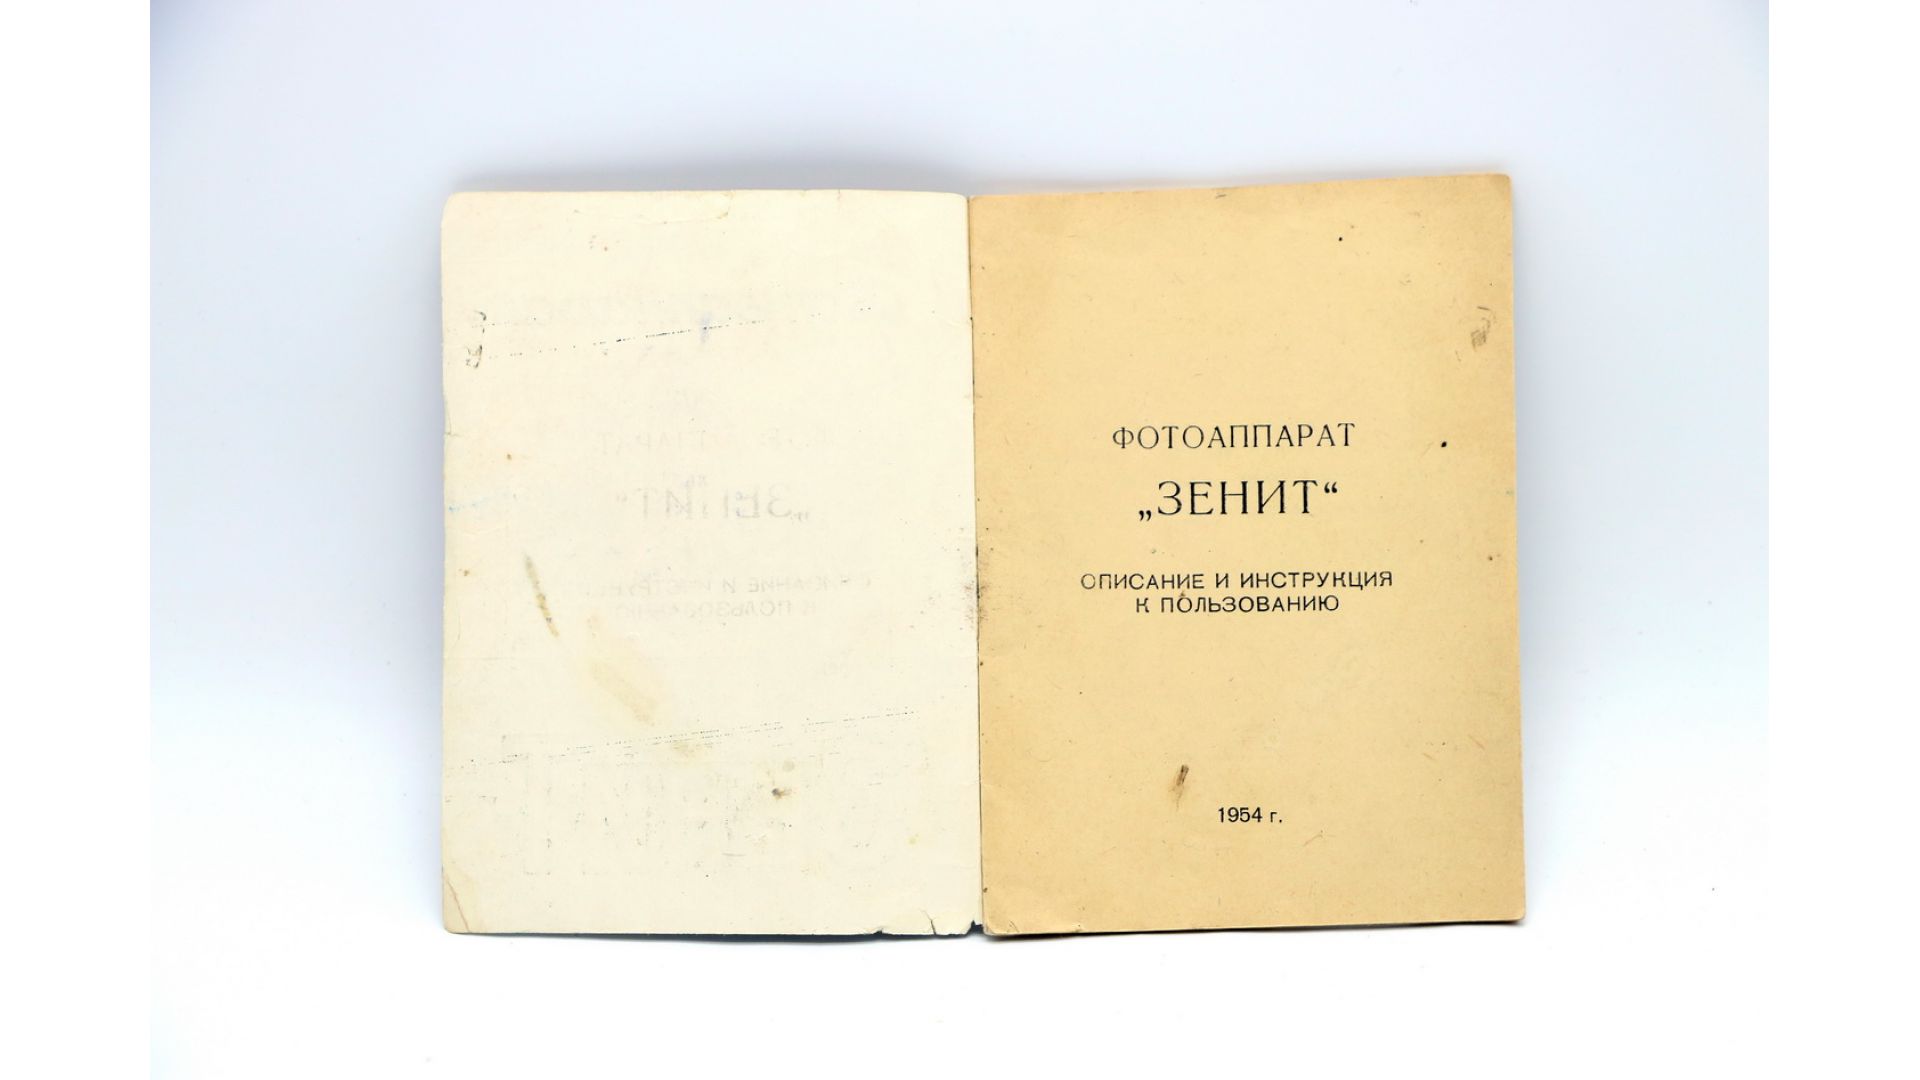 ФОТОАППАРАТ
„ЗЕНИТ“
ОПИСАНИЕ И ИНСТРУКЦИЯ
К ПОЛЬЗОВАНИЮ
1954 г.